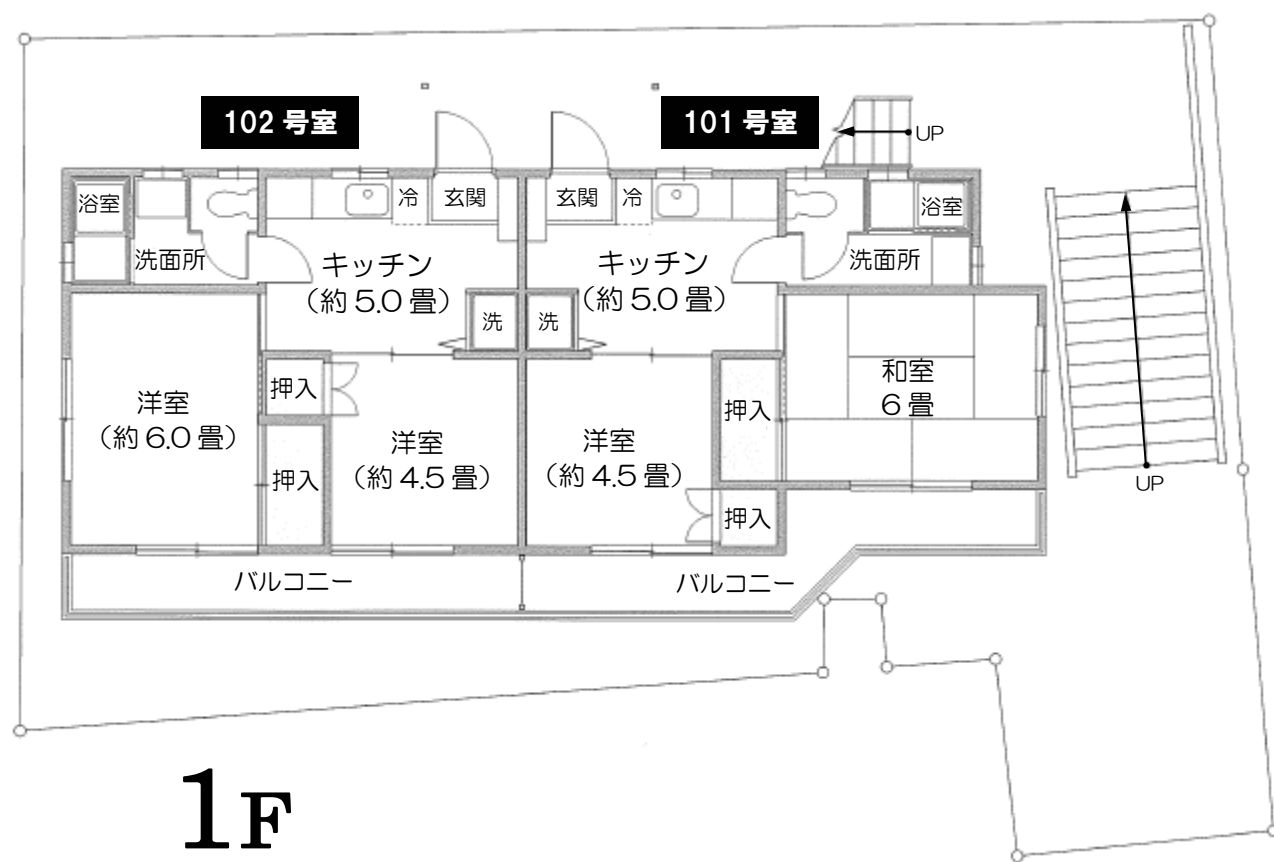 102 号室
101 号室
UP
浴室
冷
玄関
玄関
冷
浴室
洗面所
キッチン
（約 5.0 畳）
キッチン
（約 5.0 畳）
洗面所
洗
洗
洋室
（約 6.0 畳）
押入
押入
洋室
（約 4.5 畳）
洋室
（約 4.5 畳）
押入
押入
和室
6 畳
UP
バルコニー
バルコニー
1F